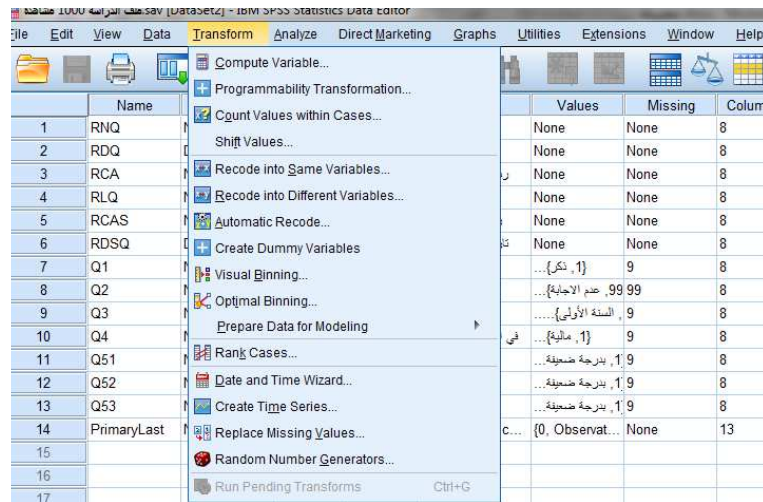 ملف الدراسة 1000 مشاهدة.sav [DataSet2] - IBM SPSS Statistics Data Editor
File Edit View Data Transform Analyze Direct Marketing Graphs Utilities Extensions Window Help
Compute Variable...
Programmability Transformation...
Count Values within Cases...
Shift Values...
Recode into Same Variables...
Recode into Different Variables...
Automatic Recode...
Create Dummy Variables
Visual Binning...
Optimal Binning...
Prepare Data for Modeling
Rank Cases...
Date and Time Wizard...
Create Time Series...
Replace Missing Values...
Random Number Generators...
Run Pending Transforms Ctrl+G
Name Values Missing Colum
1 RNQ None None 8
2 RDQ None None 8
3 RCA None None 8
4 RLQ None None 8
5 RCAS None None 8
6 RDSQ None None 8
7 Q1 {1, ذكر}... 9 8
8 Q2 {99, عدم الاجابة}... 99 8
9 Q3 , السنة الأولى}... 9 8
10 Q4 في {1, مالية}... 9 8
11 Q51 1, بدرجة ضعيفة... 9 8
12 Q52 1, بدرجة ضعيفة... 9 8
13 Q53 1, بدرجة ضعيفة... 9 8
14 PrimaryLast c... {0, Observat... None 13
15
16
17